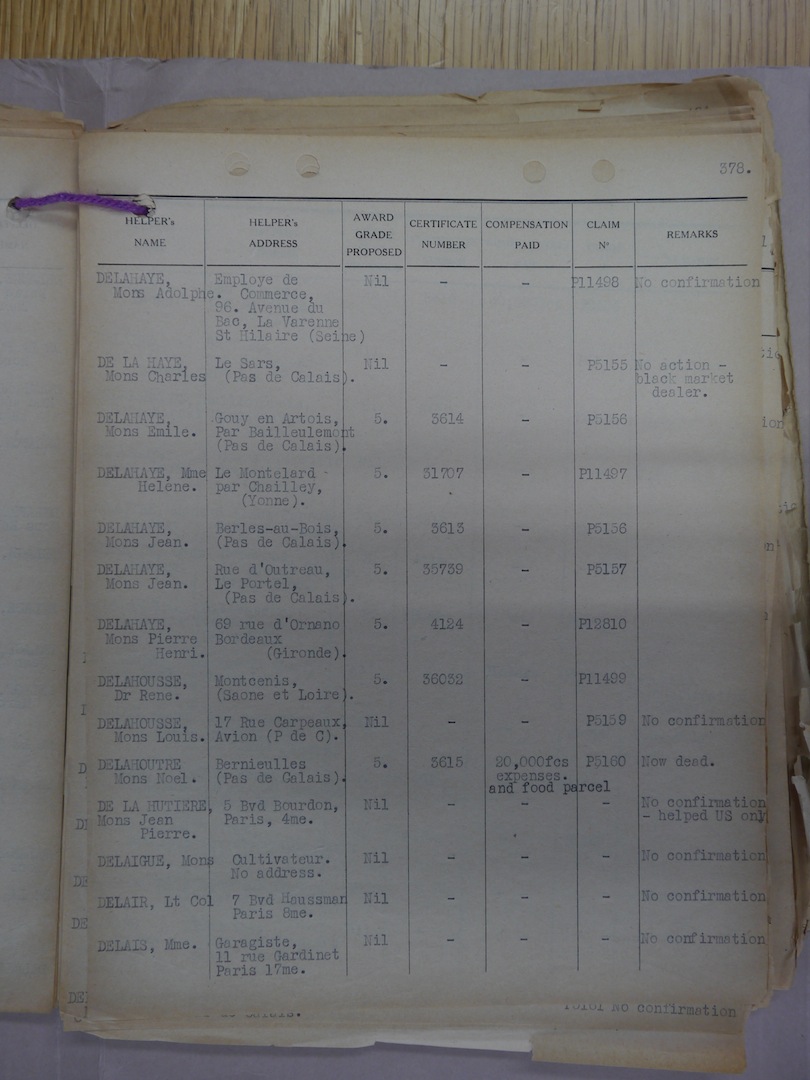 378.
HELPER's NAME HELPER's ADDRESS AWARD GRADE PROPOSED CERTIFICATE NUMBER COMPENSATION PAID CLAIM Nº REMARKS
DELAHAYE, Employe de Nil - - P11498 No confirmation
Mons Adolphe. Commerce,
96. Avenue du
Bac, La Varenne
St Hilaire (Seine)
DE LA HAYE, Le Sars, Nil - - P5155 No action -
Mons Charles (Pas de Calais). black market
dealer.
DELAHAYE, Gouy en Artois, 5. 3614 - P5156
Mons Emile. Par Bailleulemont
(Pas de Calais).
DELAHAYE, Mme Le Montelard - 5. 31707 - P11497
Helene. par Chailley,
(Yonne).
DELAHAYE, Berles-au-Bois, 5. 3613 - P5156
Mons Jean. (Pas de Calais).
DELAHAYE, Rue d'Outreau, 5. 35739 - P5157
Mons Jean. Le Portel,
(Pas de Calais).
DELAHAYE, 69 rue d'Ornano 5. 4124 - P12810
Mons Pierre Bordeaux
Henri. (Gironde).
DELAHOUSSE, Montcenis, 5. 36032 - P11499
Dr Rene. (Saone et Loire).
DELAHOUSSE, 17 Rue Carpeaux, Nil - - P5159 No confirmation
Mons Louis. Avion (P de C).
DELAHOUTRE Bernieulles 5. 3615 20,000fcs P5160 Now dead.
Mons Noel. (Pas de Calais). expenses.
and food parcel
DE LA HUTIERE, 5 Bvd Bourdon, Nil - - - No confirmation
Mons Jean Paris, 4me. - helped US only
Pierre.
DELAIGUE, Mons Cultivateur. Nil - - - No confirmation
No address.
DELAIR, Lt Col 7 Bvd Haussman Nil - - - No confirmation
Paris 8me.
DELAIS, Mme. Garagiste, Nil - - - No confirmation
11 rue Gardinet
Paris 17me.
No confirmation